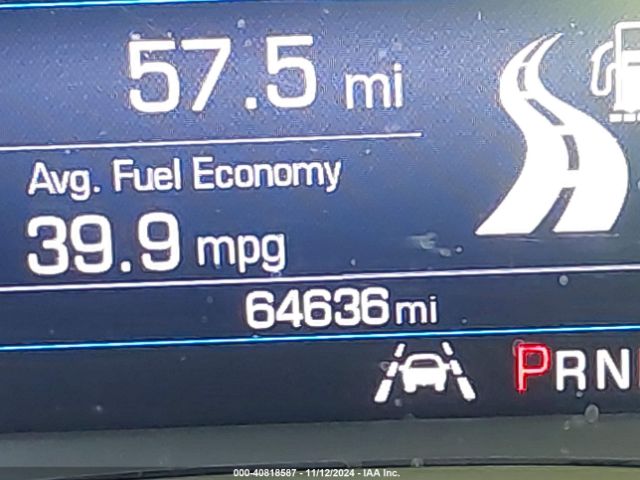 57.5 mi
Avg. Fuel Economy
39.9 mpg
64636 mi
PRN
000-40818587 - 11/12/2024 - IAA Inc.